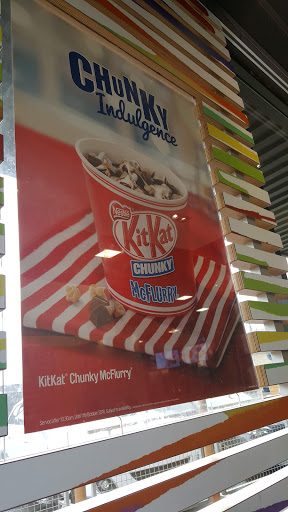 CHUNKY
Indulgence
Nestlé
KitKat
CHUNKY
McFLURRY
KitKat® Chunky McFlurry®